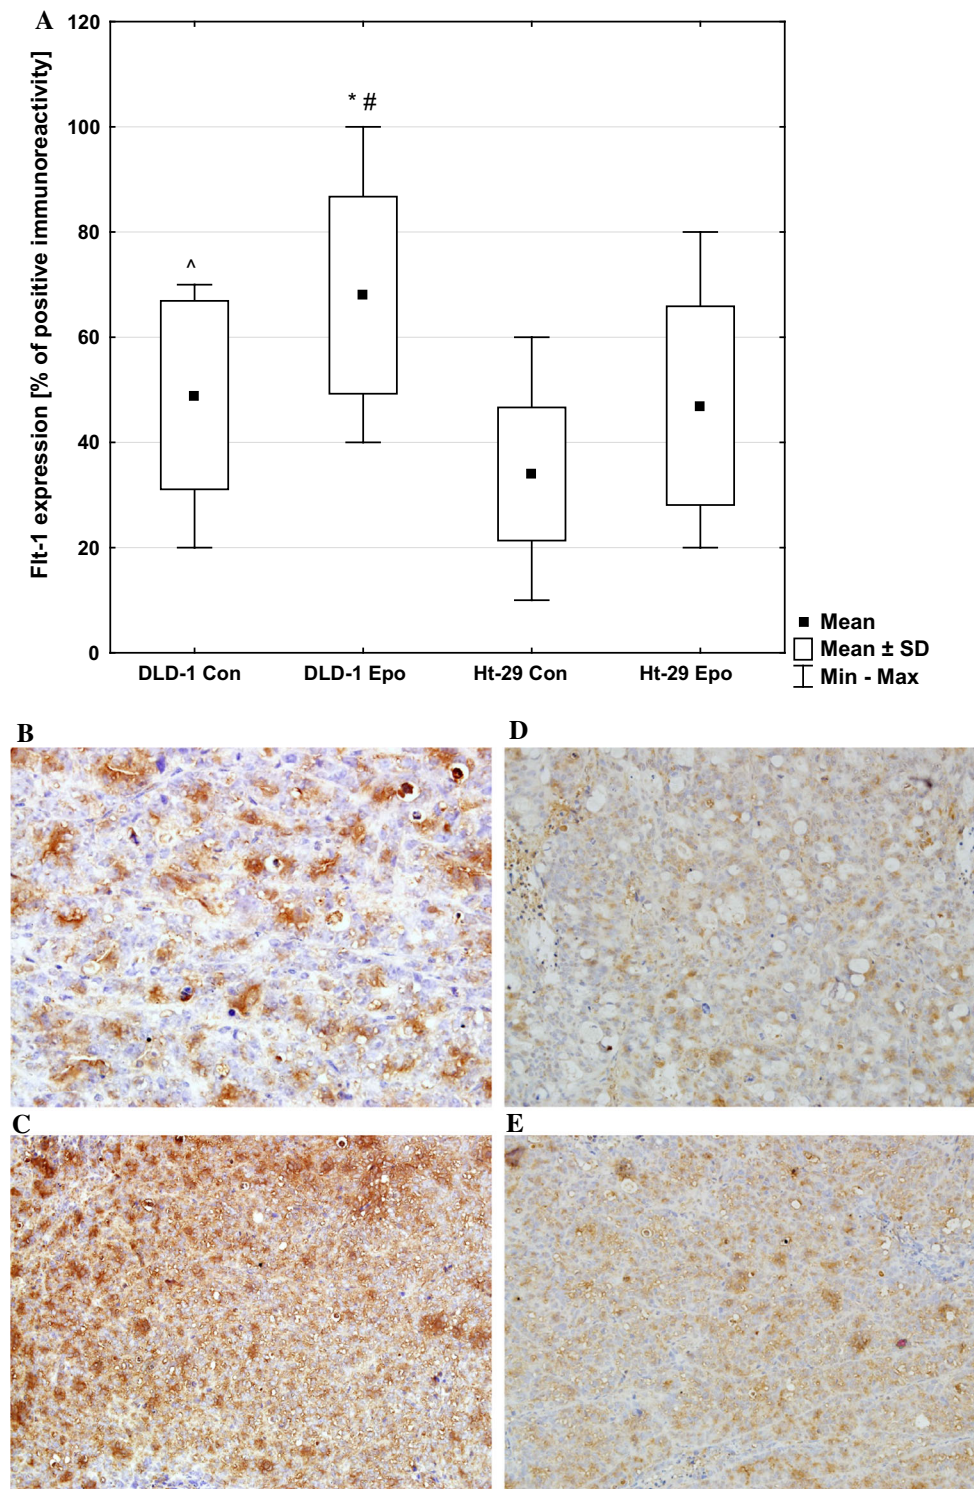 A
120
100
80
60
40
20
0
Flt-1 expression [% of positive immunoreactivity]
^
* #
DLD-1 Con
DLD-1 Epo
Ht-29 Con
Ht-29 Epo
Mean
Mean ± SD
Min - Max
B
D
C
E